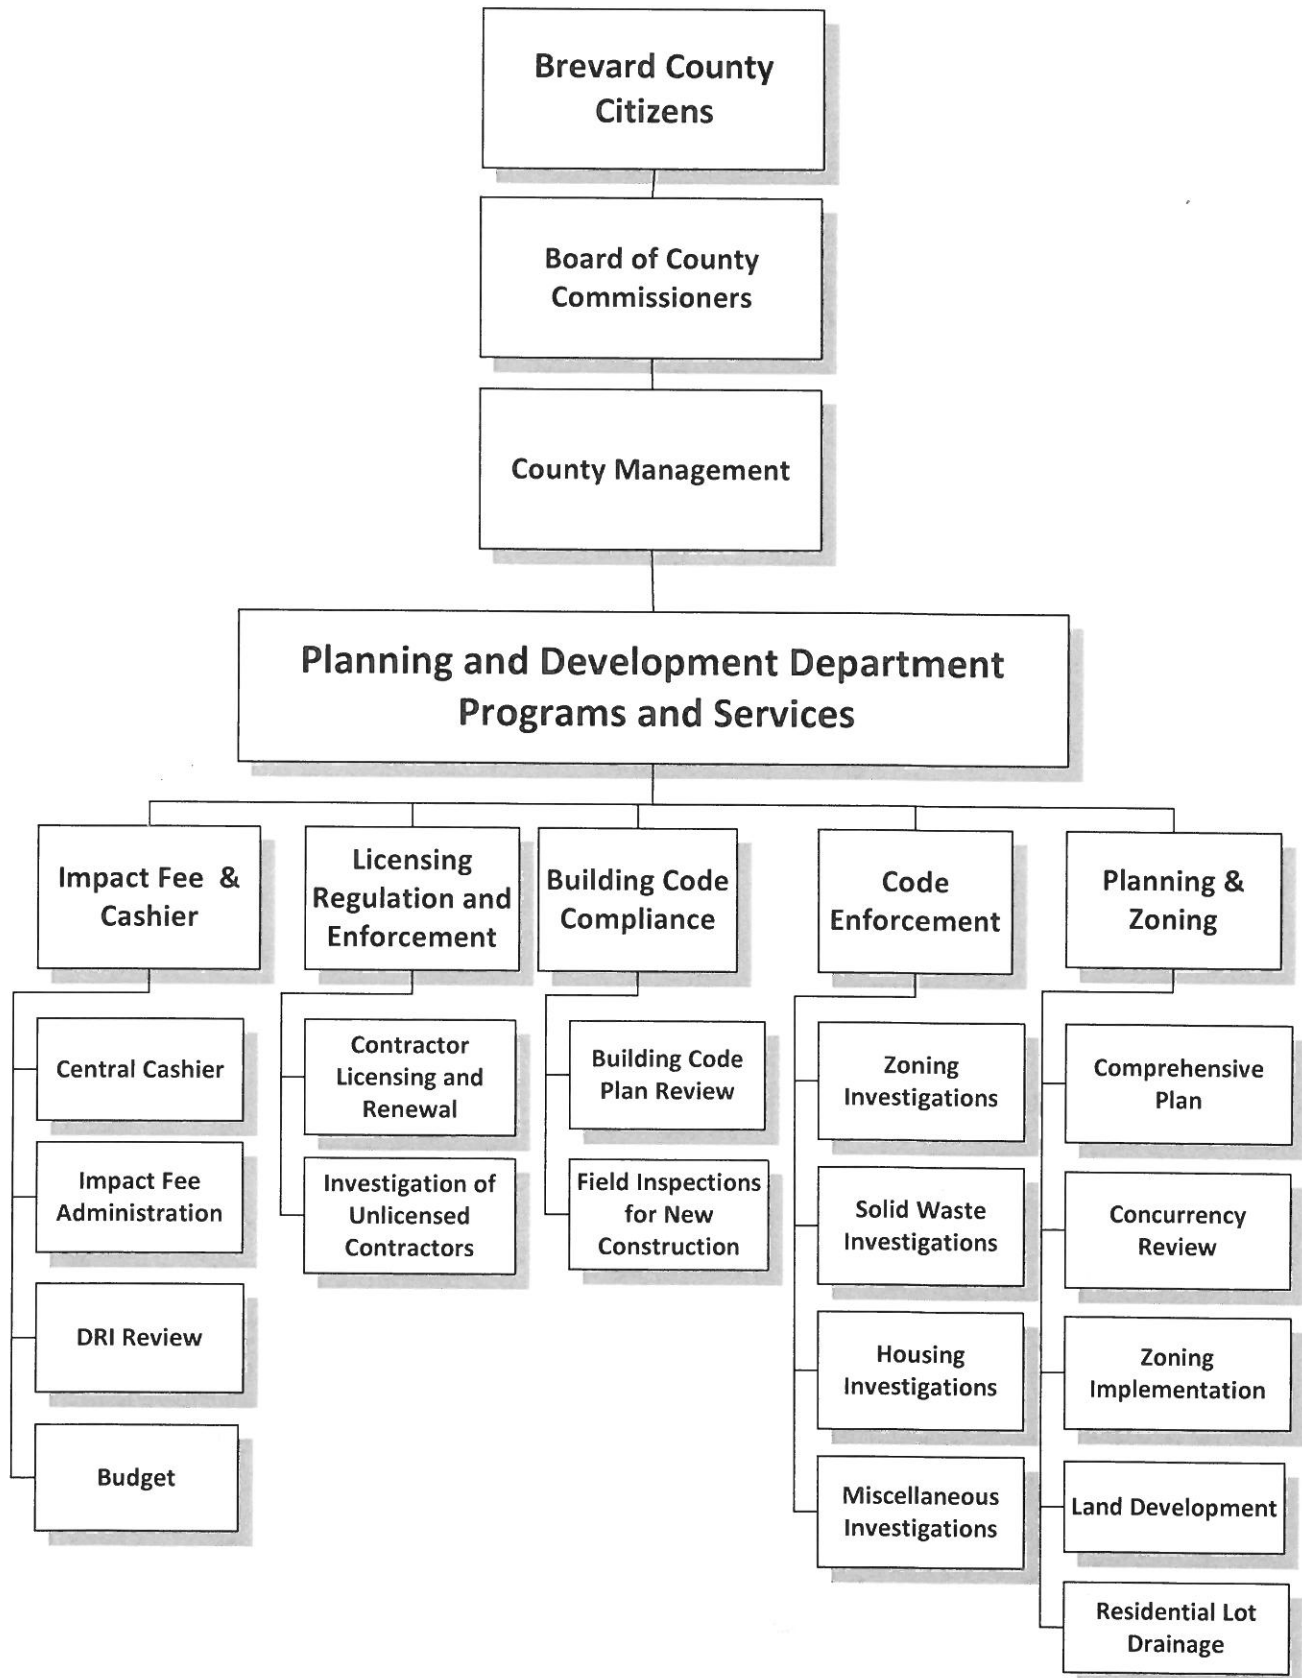 Brevard County
Citizens
Board of County
Commissioners
County Management
Planning and Development Department
Programs and Services
Impact Fee &
Cashier
Central Cashier
Impact Fee
Administration
DRI Review
Budget
Licensing
Regulation and
Enforcement
Contractor
Licensing and
Renewal
Investigation of
Unlicensed
Contractors
Building Code
Compliance
Building Code
Plan Review
Field Inspections
for New
Construction
Code
Enforcement
Zoning
Investigations
Solid Waste
Investigations
Housing
Investigations
Miscellaneous
Investigations
Planning &
Zoning
Comprehensive
Plan
Concurrency
Review
Zoning
Implementation
Land Development
Residential Lot
Drainage